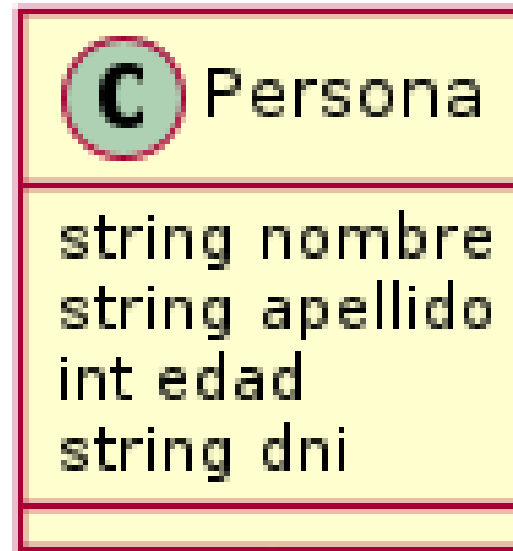 C Persona
string nombre
string apellido
int edad
string dni